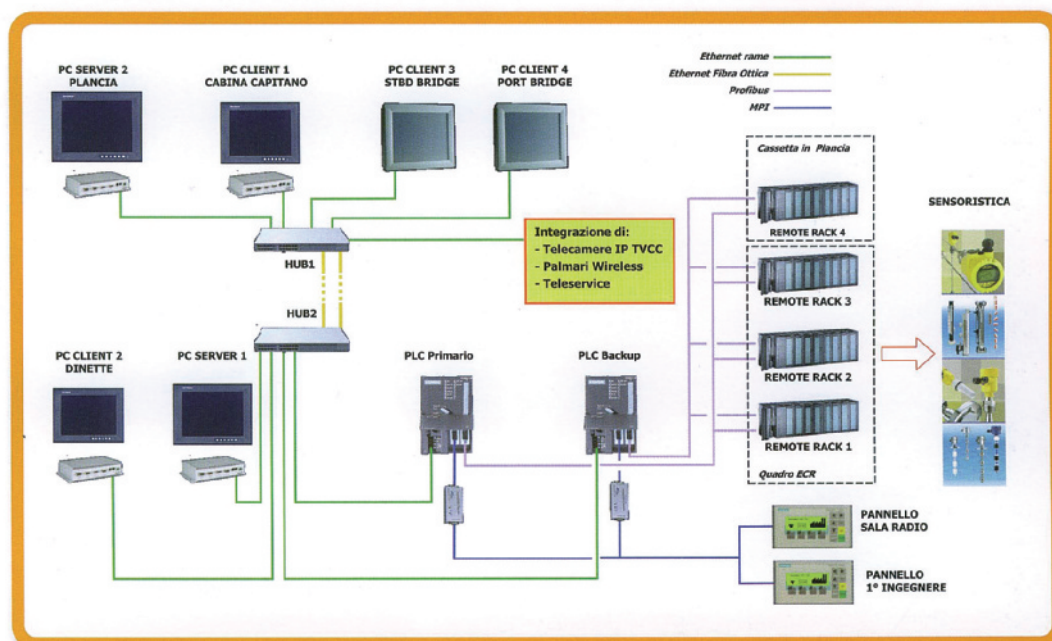 PC SERVER 2
PLANCIA
PC CLIENT 1
CABINA CAPITANO
PC CLIENT 3
STBD BRIDGE
PC CLIENT 4
PORT BRIDGE
Ethernet rame
Ethernet Fibra Ottica
Profibus
MPI
Cassetta in Plancia
REMOTE RACK 4
SENSORISTICA
HUB1
Integrazione di:
- Telecamere IP TVCC
- Palmari Wireless
- Teleservice
REMOTE RACK 3
HUB2
PC CLIENT 2
DINETTE
PC SERVER 1
PLC Primario
PLC Backup
REMOTE RACK 2
REMOTE RACK 1
Quadro ECR
PANNELLO
SALA RADIO
PANNELLO
1° INGEGNERE